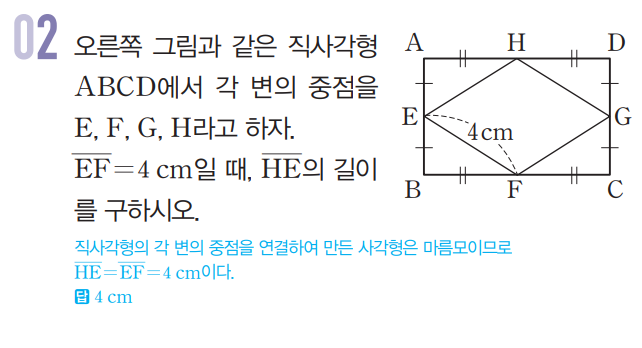 02
오른쪽 그림과 같은 직사각형
ABCD에서 각 변의 중점을
E, F, G, H라고 하자.
EF=4 cm일 때, HE의 길이
를 구하시오.
A H D
E G
4 cm
B F C
직사각형의 각 변의 중점을 연결하여 만든 사각형은 마름모이므로
HE=EF=4 cm이다.
답 4 cm